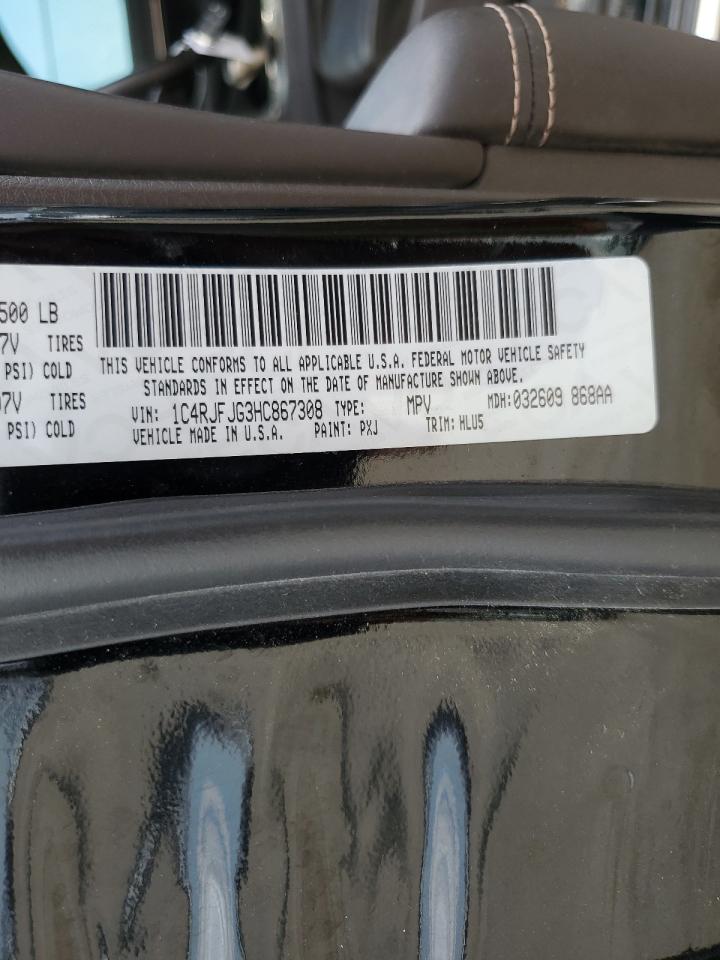 500 LB
7V TIRES
PSI) COLD
07V TIRES
PSI) COLD
THIS VEHICLE CONFORMS TO ALL APPLICABLE U.S.A. FEDERAL MOTOR VEHICLE SAFETY
STANDARDS IN EFFECT ON THE DATE OF MANUFACTURE SHOWN ABOVE.
VIN: 1C4RJFJG3HC867308 TYPE: MPV MDH:032609 868AA
VEHICLE MADE IN U.S.A. PAINT: PXJ TRIM: HLU5